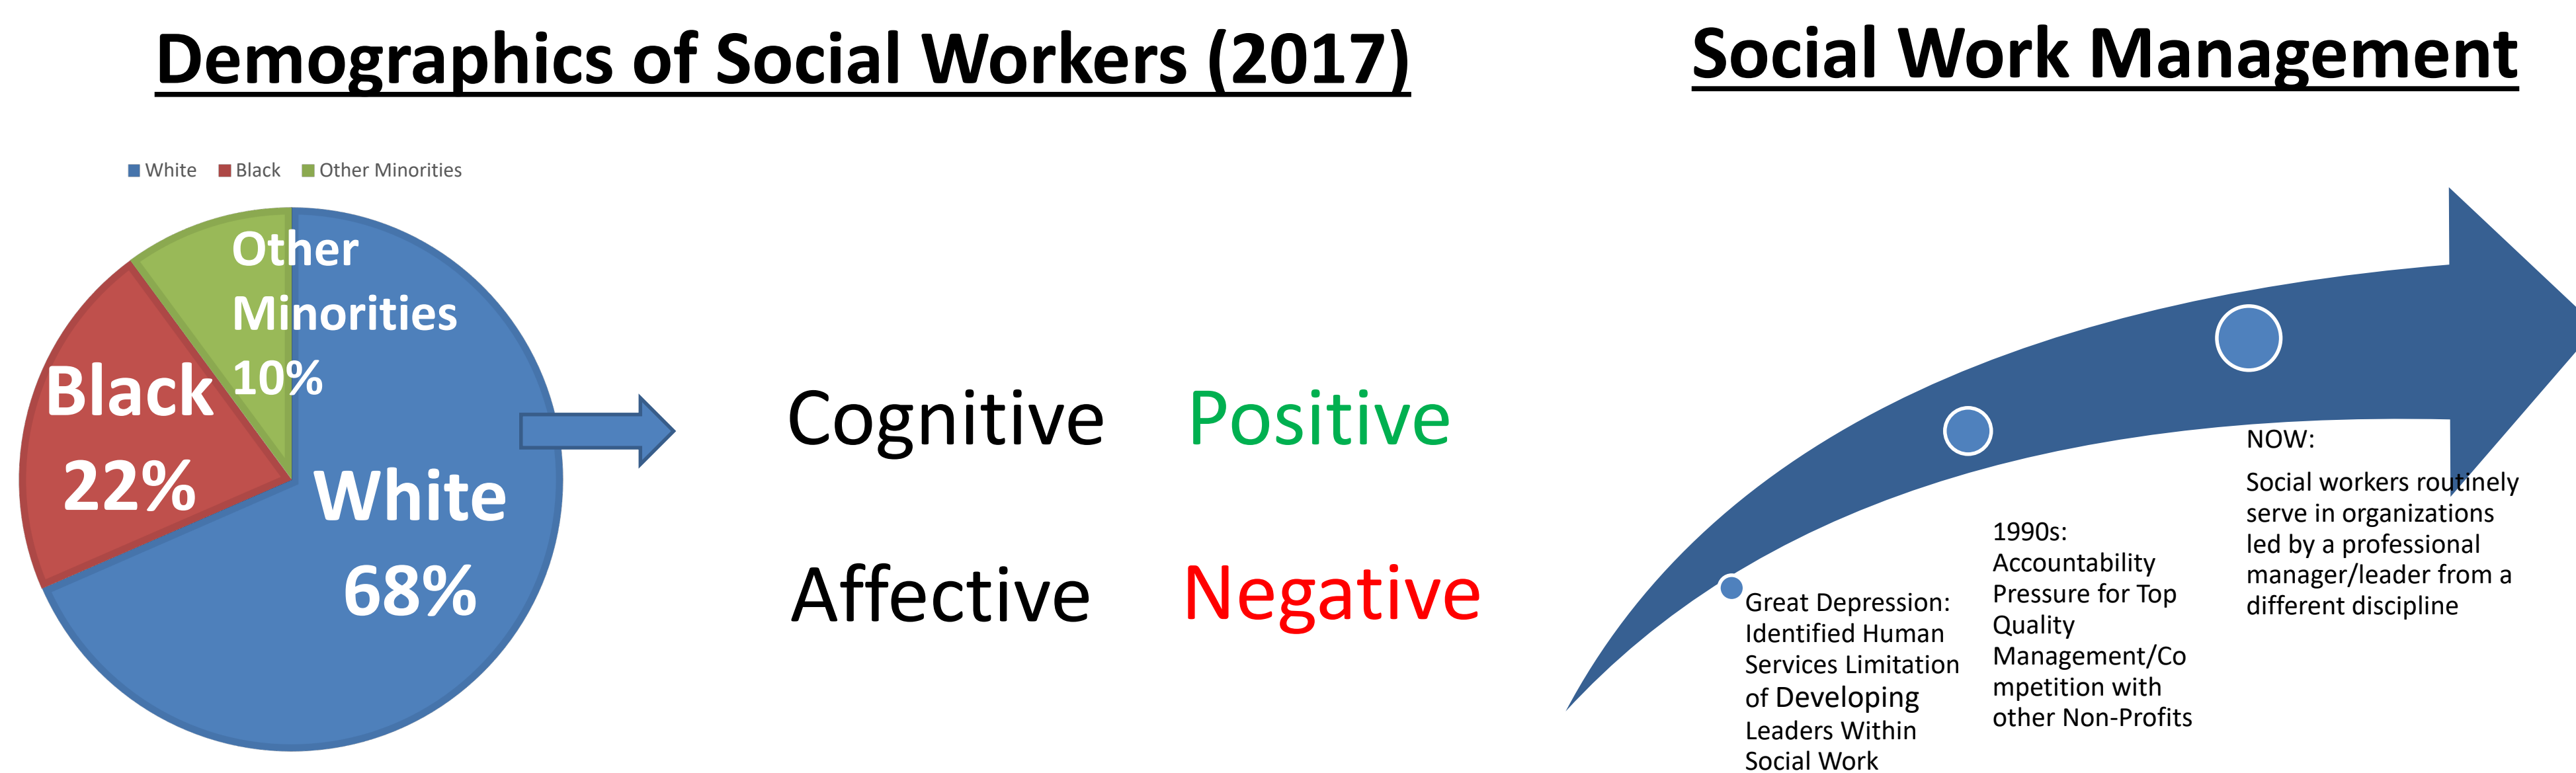 Demographics of Social Workers (2017)
White Black Other Minorities
Other
Minorities
10%
Black
22%
White
68%
Cognitive Positive
Affective Negative
Social Work Management
Great Depression:
Identified Human
Services Limitation
of Developing
Leaders Within
Social Work
1990s:
Accountability
Pressure for Top
Quality
Management/Co
mpetition with
other Non-Profits
NOW:
Social workers routinely
serve in organizations
led by a professional
manager/leader from a
different discipline